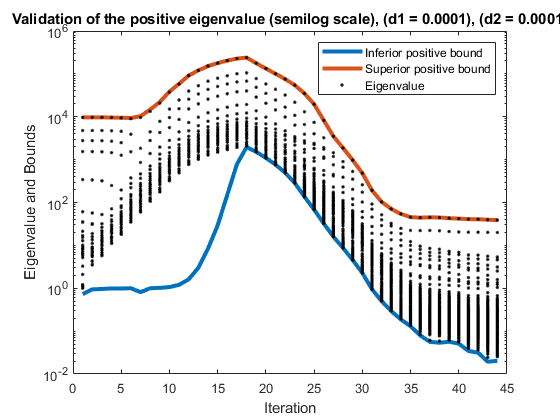 Validation of the positive eigenvalue (semilog scale), (d1 = 0.0001), (d2 = 0.0001
10^6
10^4
10^2
10^0
10^-2
Eigenvalue and Bounds
Inferior positive bound
Superior positive bound
Eigenvalue
0 5 10 15 20 25 30 35 40 45
Iteration